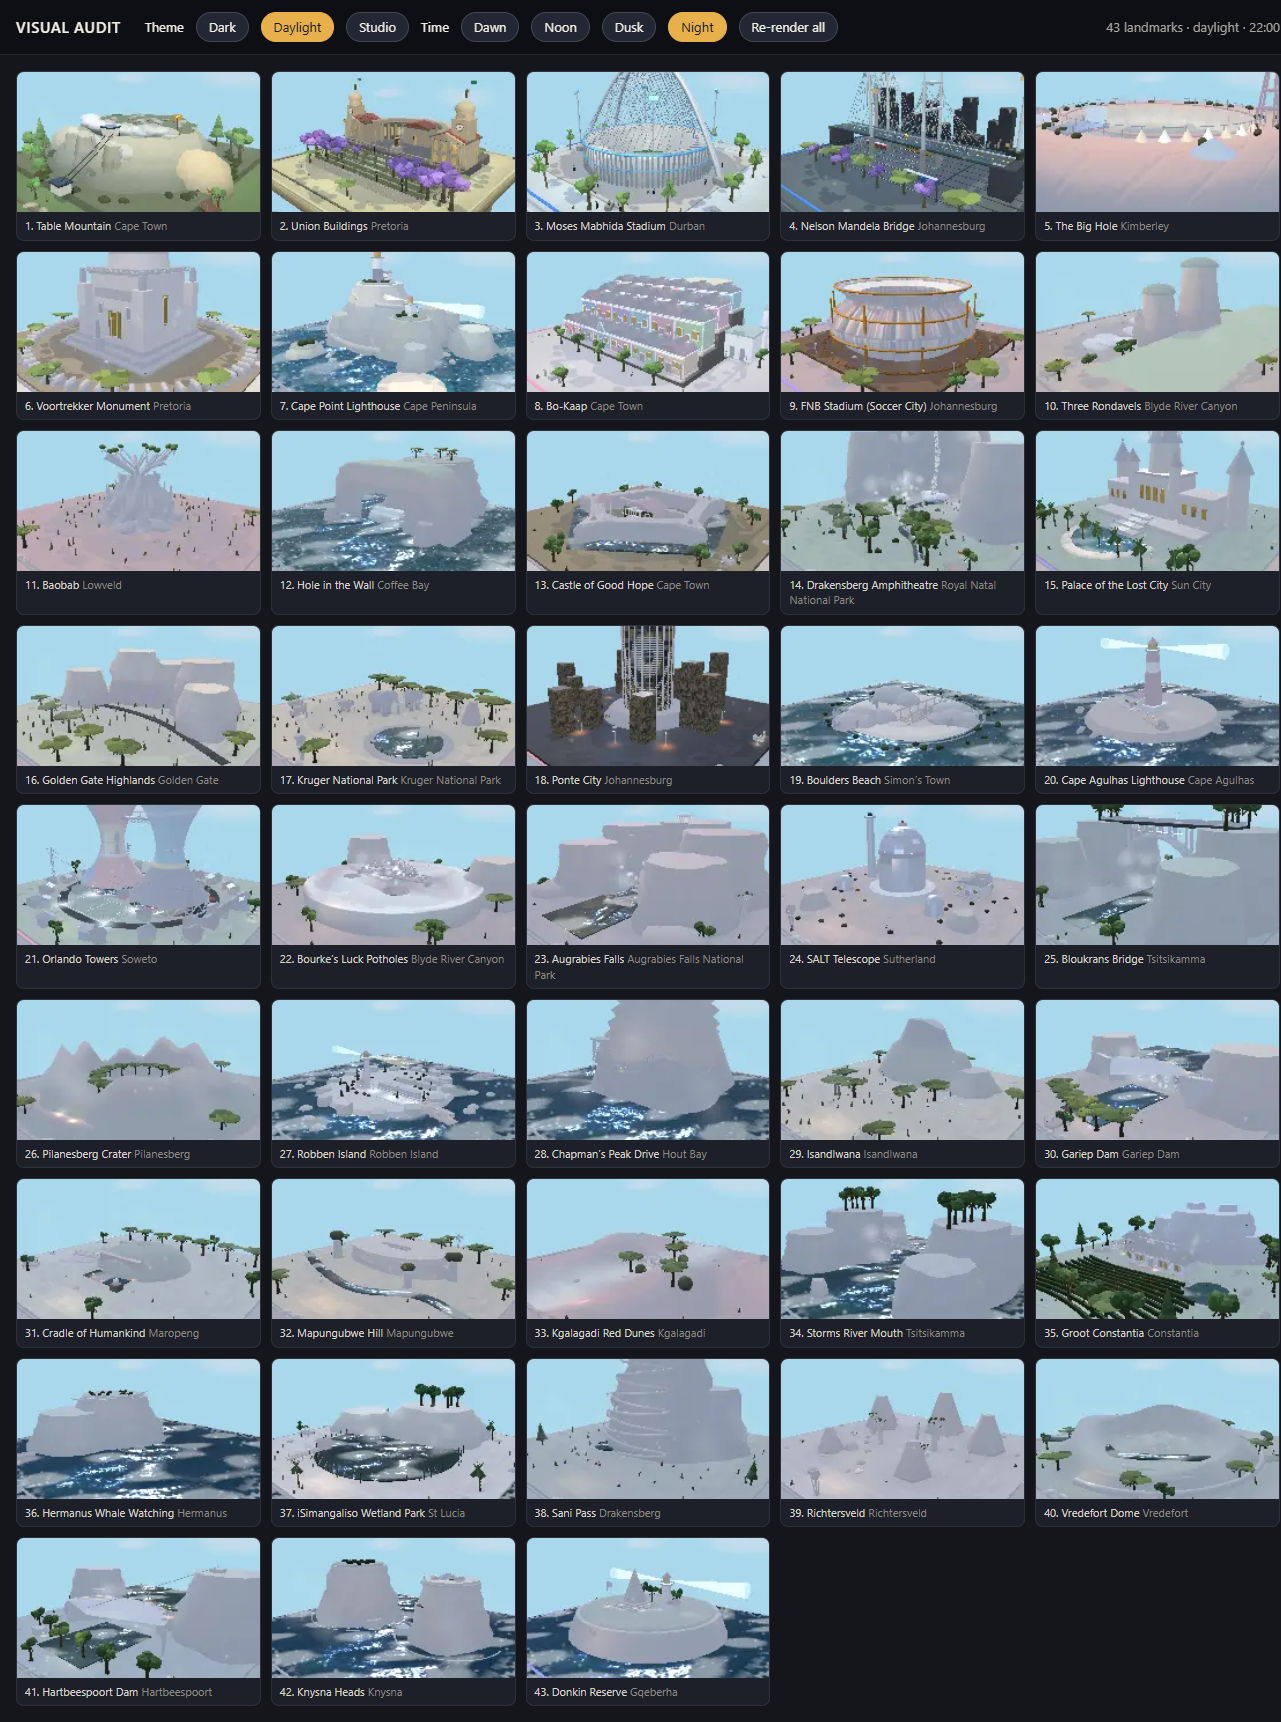 VISUAL AUDIT Theme Dark Daylight Studio Time Dawn Noon Dusk Night Re-render all 43 landmarks · daylight · 22:00
1. Table Mountain Cape Town
2. Union Buildings Pretoria
3. Moses Mabhida Stadium Durban
4. Nelson Mandela Bridge Johannesburg
5. The Big Hole Kimberley
6. Voortrekker Monument Pretoria
7. Cape Point Lighthouse Cape Peninsula
8. Bo-Kaap Cape Town
9. FNB Stadium (Soccer City) Johannesburg
10. Three Rondavels Blyde River Canyon
11. Baobab Lowveld
12. Hole in the Wall Coffee Bay
13. Castle of Good Hope Cape Town
14. Drakensberg Amphitheatre Royal Natal
National Park
15. Palace of the Lost City Sun City
16. Golden Gate Highlands Golden Gate
17. Kruger National Park Kruger National Park
18. Ponte City Johannesburg
19. Boulders Beach Simon's Town
20. Cape Agulhas Lighthouse Cape Agulhas
21. Orlando Towers Soweto
22. Bourke's Luck Potholes Blyde River Canyon
23. Augrabies Falls Augrabies Falls National
Park
24. SALT Telescope Sutherland
25. Bloukrans Bridge Tsitsikamma
26. Pilanesberg Crater Pilanesberg
27. Robben Island Robben Island
28. Chapman's Peak Drive Hout Bay
29. Isandlwana Isandlwana
30. Gariep Dam Gariep Dam
31. Cradle of Humankind Maropeng
32. Mapungubwe Hill Mapungubwe
33. Kgalagadi Red Dunes Kgalagadi
34. Storms River Mouth Tsitsikamma
35. Groot Constantia Constantia
36. Hermanus Whale Watching Hermanus
37. iSimangaliso Wetland Park St Lucia
38. Sani Pass Drakensberg
39. Richtersveld Richtersveld
40. Vredefort Dome Vredefort
41. Hartbeespoort Dam Hartbeespoort
42. Knysna Heads Knysna
43. Donkin Reserve Gqeberha